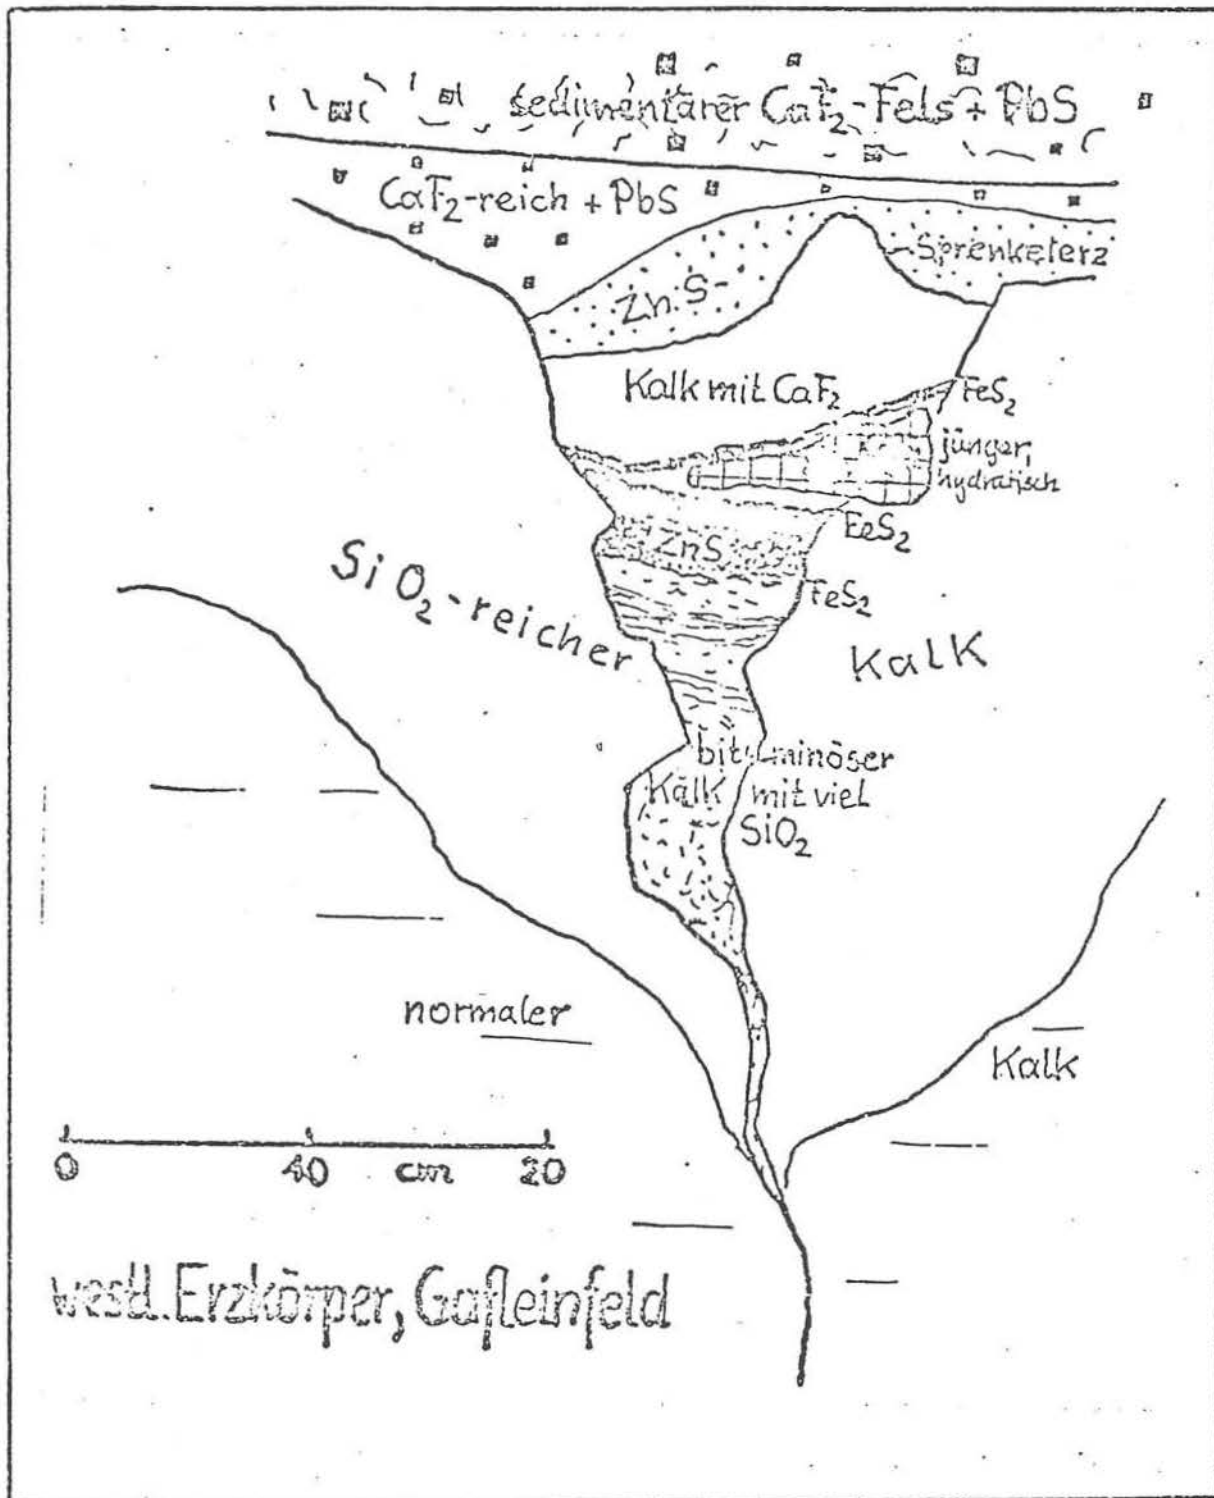 sedimentärer CaF₂-Fels + PbS
CaF₂-reich + PbS
Sprenkelerz
ZnS
Kalk mit CaF₂
FeS₂
jünger,
hydratisch
FeS₂
ZnS
FeS₂
SiO₂-reicher
Kalk
bituminöser
Kalk mit viel
SiO₂
normaler
Kalk
0 40 cm 20
westl. Erzkörper, Gafleinfeld